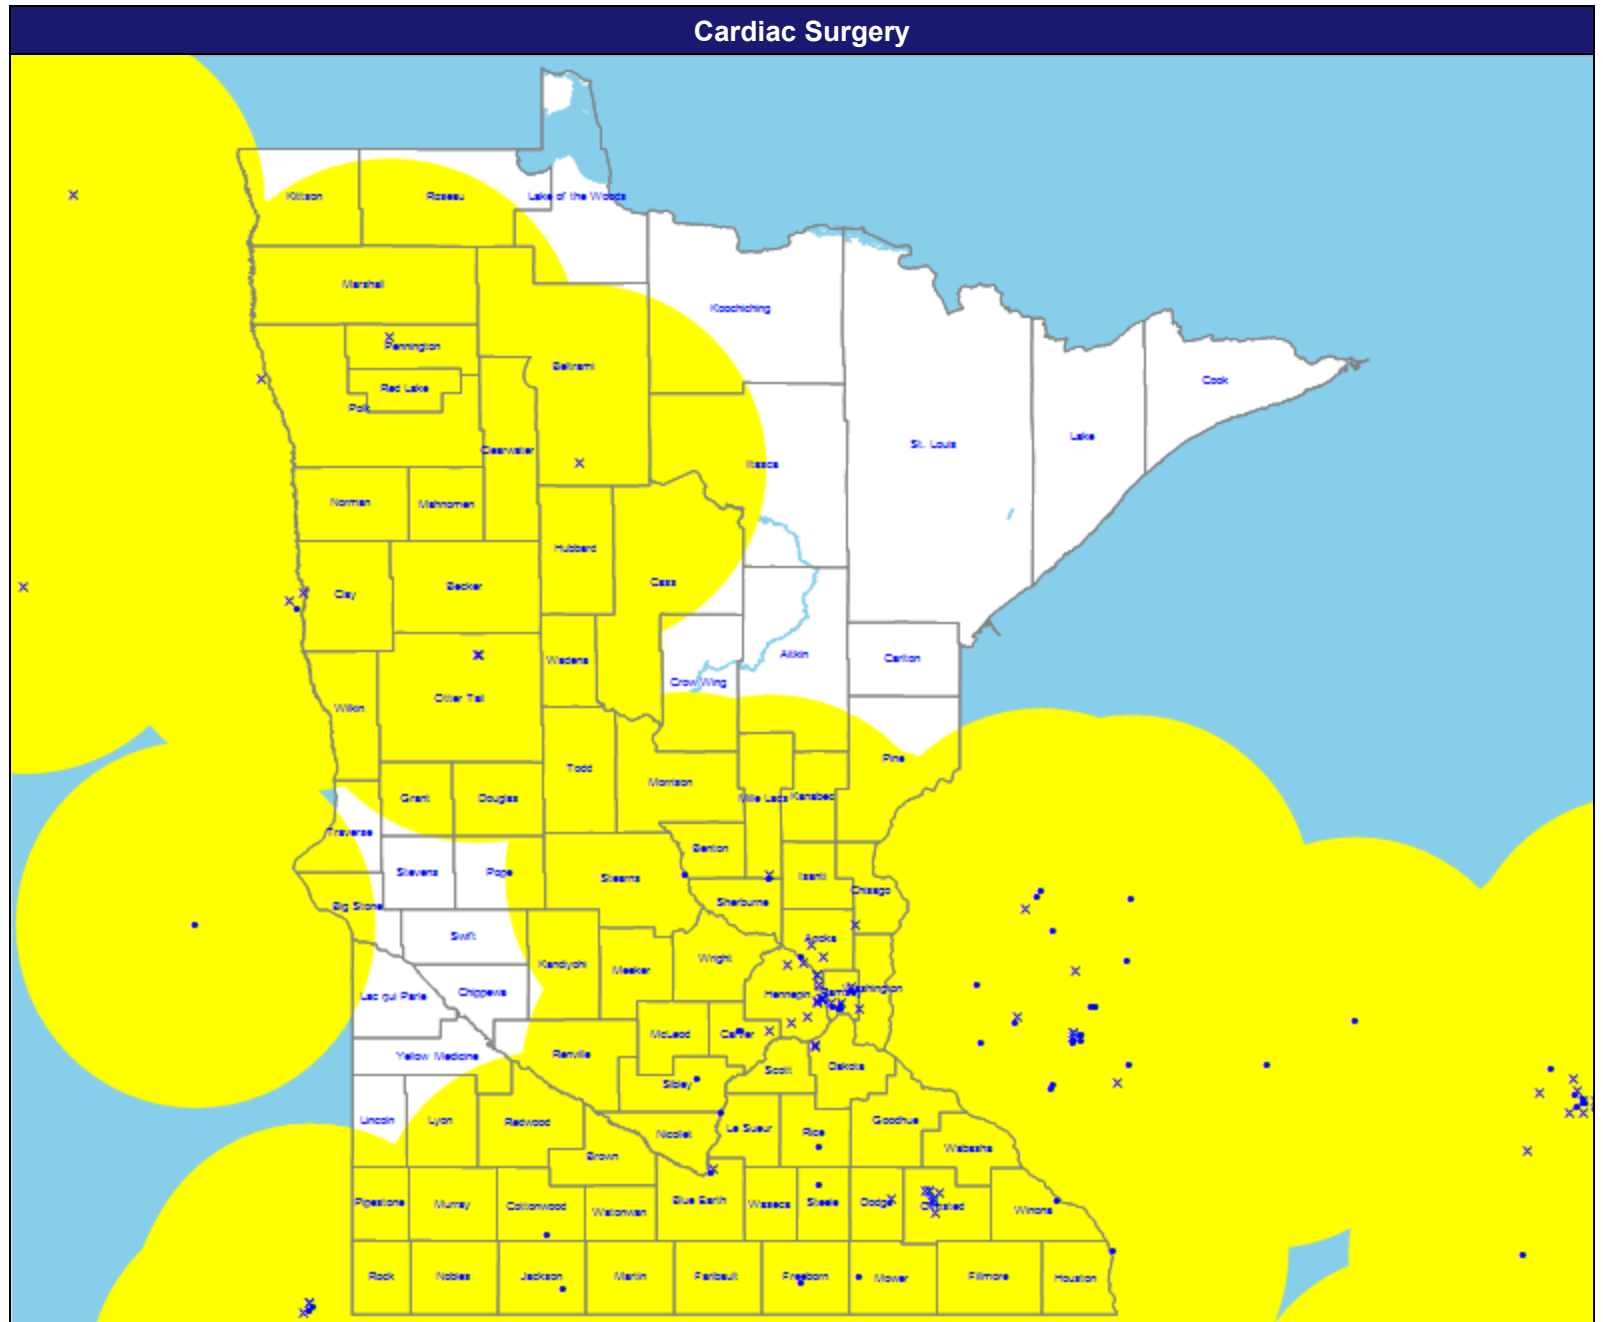 Cardiac Surgery
Kittson
Roseau
Lake of the Woods
Marshall
Koochiching
Pennington
Beltrami
Red Lake
Cook
Polk
Clearwater
St. Louis
Lake
Itasca
Norman
Mahnomen
Hubbard
Clay
Becker
Cass
Wadena
Aitkin
Carlton
Crow Wing
Otter Tail
Wilkin
Pine
Todd
Morrison
Grant
Douglas
Mille Lacs
Kanabec
Traverse
Benton
Stevens
Pope
Stearns
Isanti
Chisago
Big Stone
Sherburne
Swift
Anoka
Kandiyohi
Meeker
Wright
Lac qui Parle
Chippewa
Hennepin
Washington
McLeod
Carver
Yellow Medicine
Renville
Scott
Dakota
Sibley
Lincoln
Lyon
Redwood
Nicollet
Le Sueur
Rice
Goodhue
Brown
Wabasha
Pipestone
Murray
Cottonwood
Watonwan
Blue Earth
Waseca
Steele
Dodge
Olmsted
Winona
Rock
Nobles
Jackson
Martin
Faribault
Freeborn
Mower
Fillmore
Houston